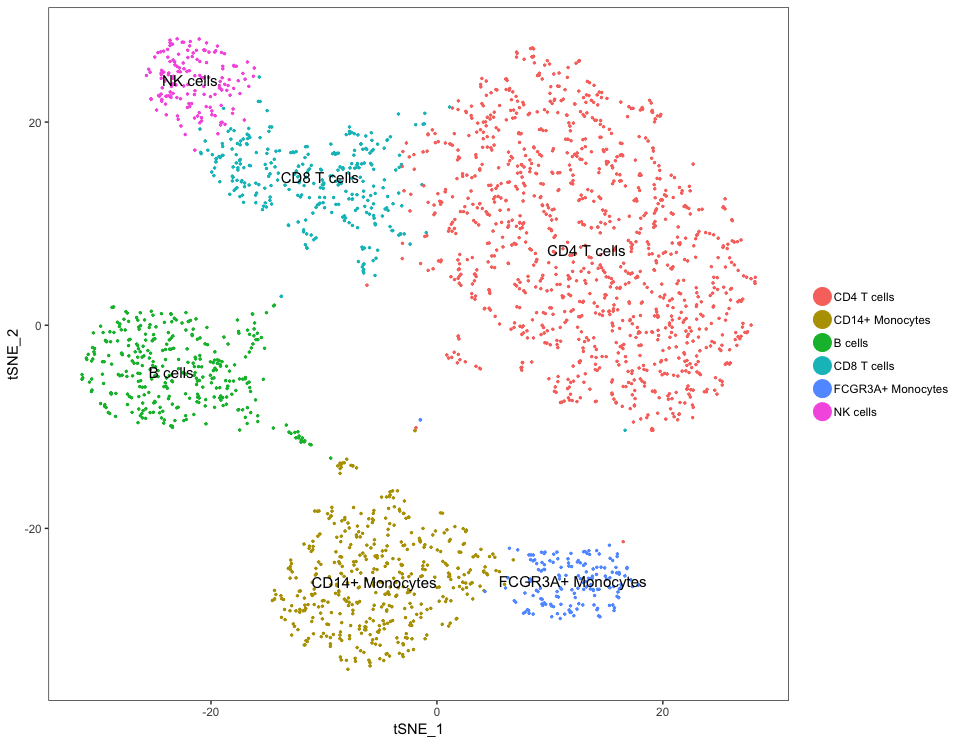 NK cells
20
CD8 T cells
CD4 T cells
CD4 T cells
CD14+ Monocytes
0
B cells
B cells
CD8 T cells
FCGR3A+ Monocytes
NK cells
tSNE_2
-20
CD14+ Monocytes
FCGR3A+ Monocytes
-20
0
20
tSNE_1